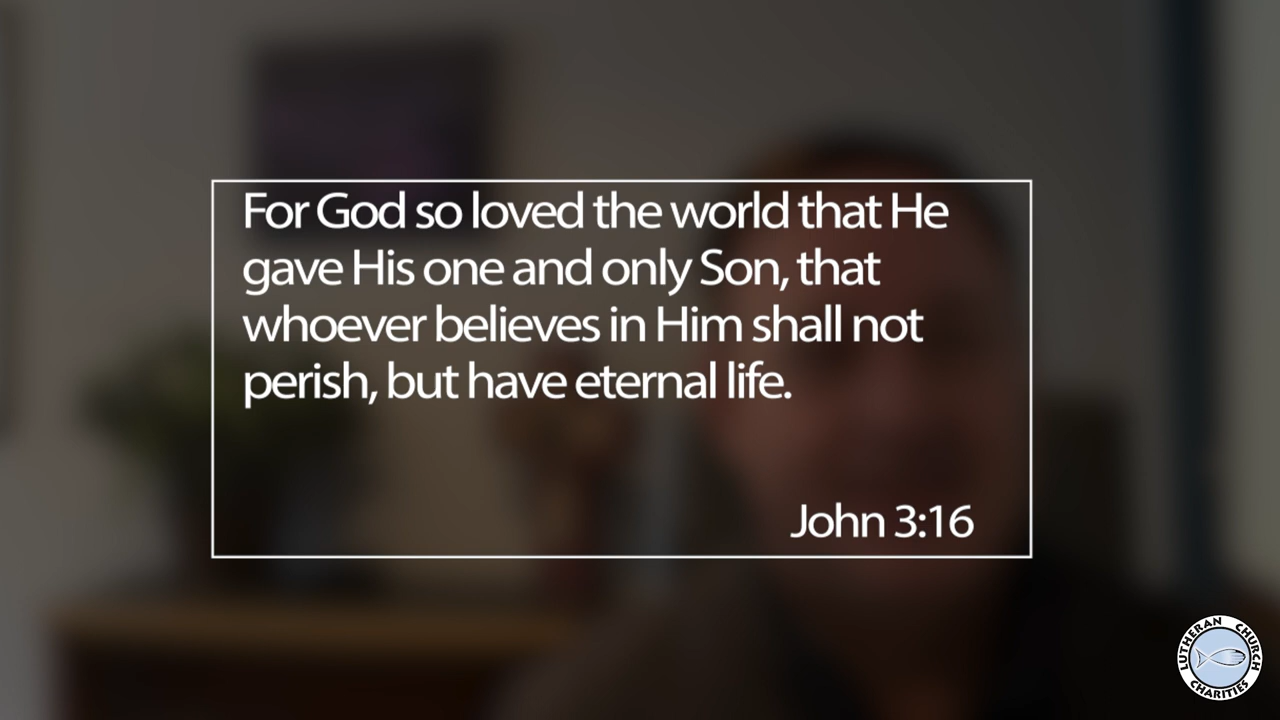 For God so loved the world that He
gave His one and only Son, that
whoever believes in Him shall not
perish, but have eternal life.
John 3:16
LUTHERAN CHURCH
CHARITIES